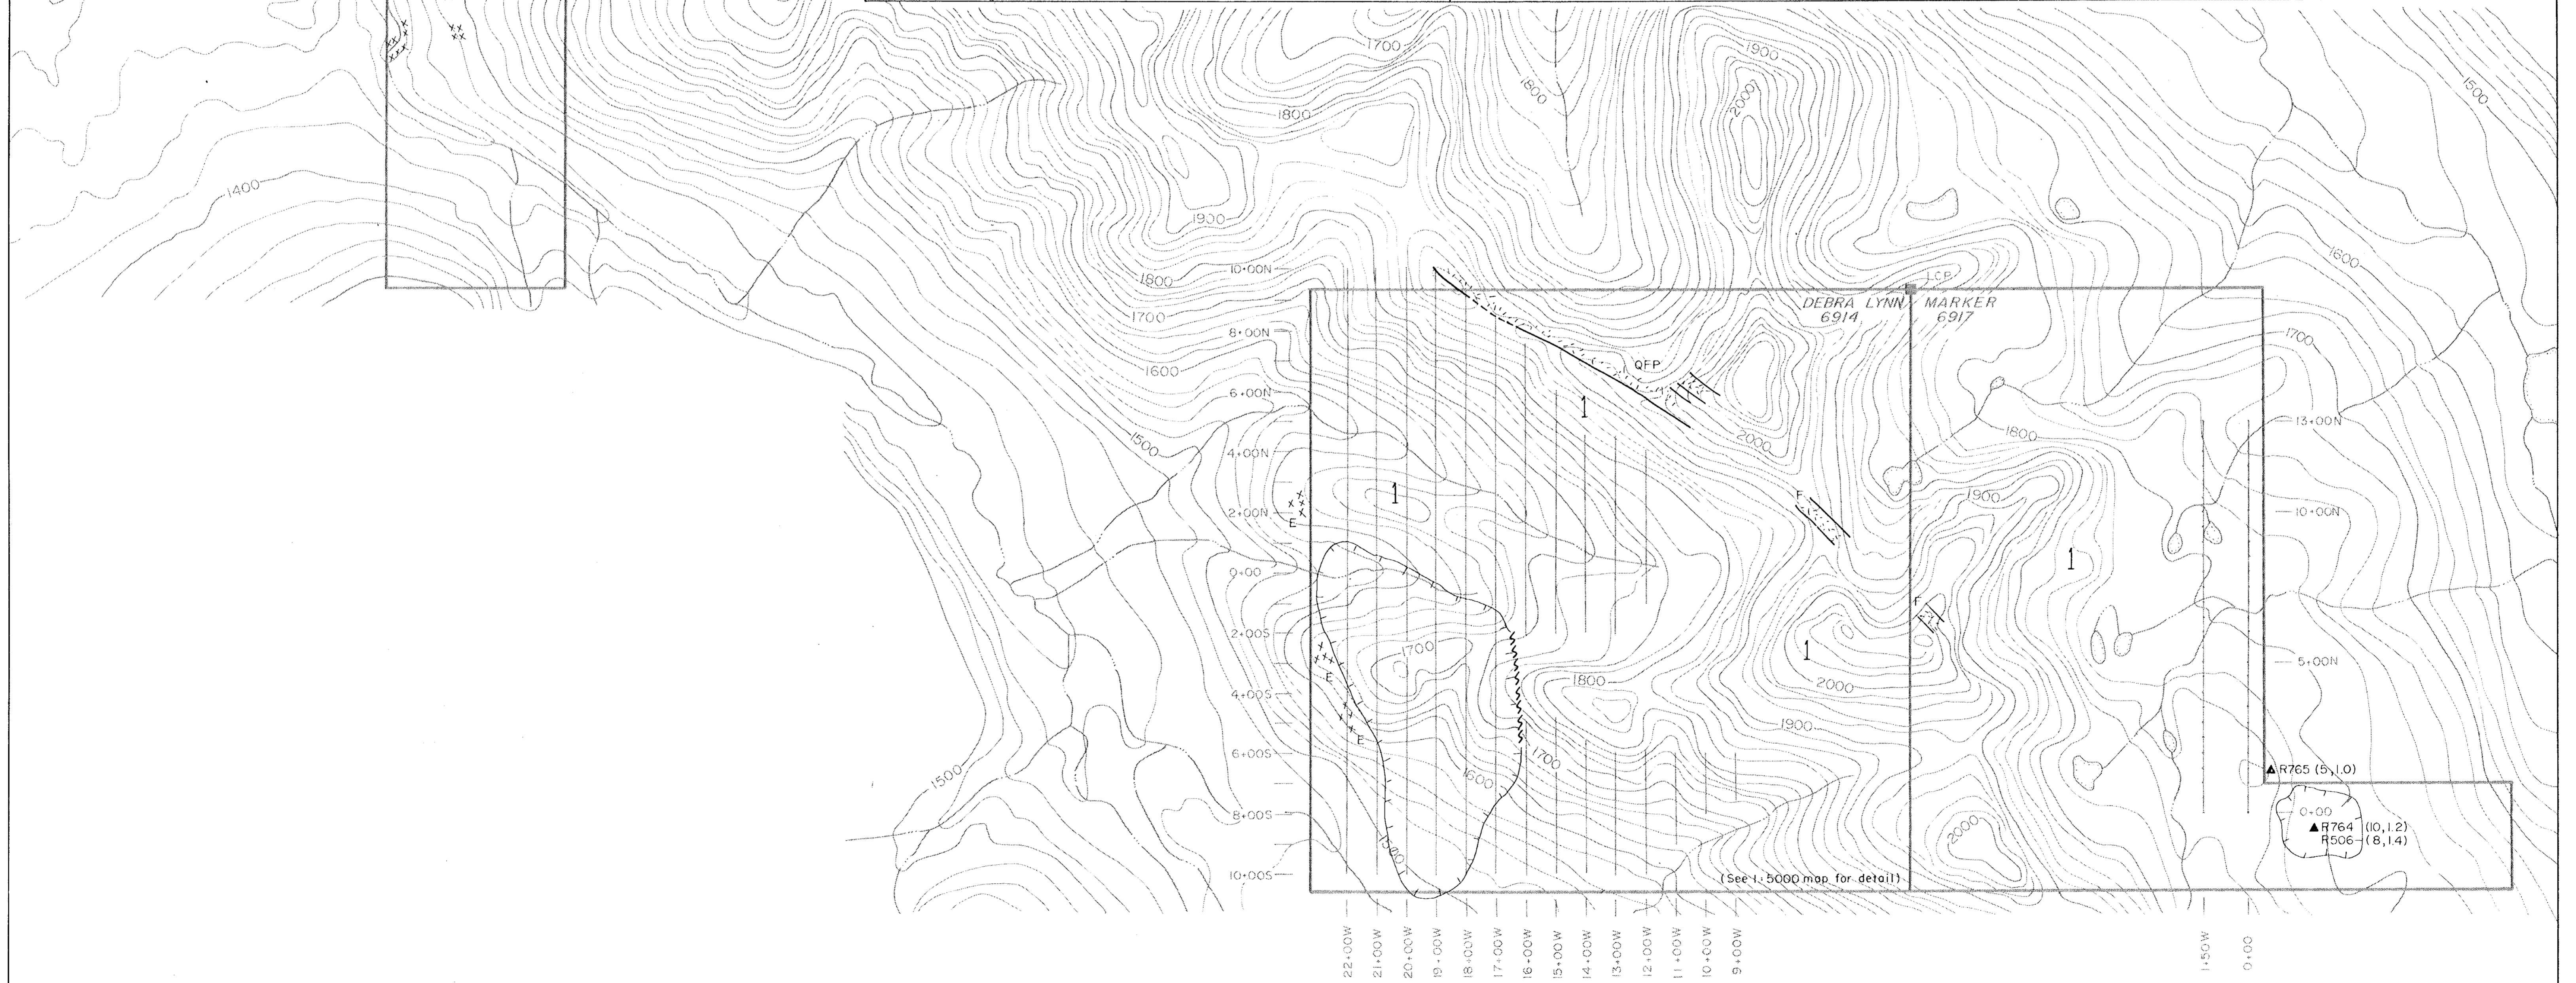 1700
1900
1800
2000
1500
1800
1400
1900
1600
1800
10+00N
LCP
DEBRA LYNN
6914
MARKER
6917
1700
8+00N
1700
QFP
1600
6+00N
1
13+00N
1800
2000
1500
4+00N
1
F
1900
2+00N
E
10+00N
1
0+00
F
2+00S
1700
1
5+00N
E
1800
2000
4+00S
1900
E
6+00S
1700
1500
1600
R765 (5,1.0)
8+00S
0+00
2000
R764 (10,1.2)
R506 (8,1.4)
1500
10+00S
(See 1:5000 map for detail)
22+00W
21+00W
20+00W
19+00W
18+00W
17+00W
16+00W
15+00W
14+00W
13+00W
12+00W
11+00W
10+00W
9+00W
1+50W
0+00